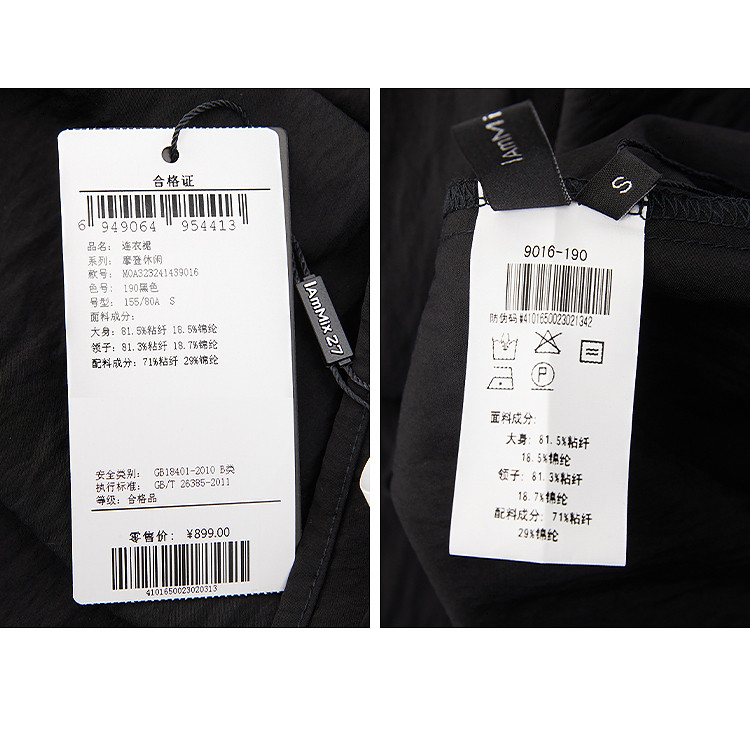 合格证
6 949064 954413
品名: 连衣裙
系列: 摩登休闲
款号: MOA323241439016
色号: 190黑色
号型: 155/80A S
面料成分:
大身: 81.5%粘纤 18.5%锦纶
领子: 81.3%粘纤 18.7%锦纶
配料成分: 71%粘纤 29%锦纶
安全类别: GB18401-2010 B类
执行标准: GB/T 26385-2011
等级: 合格品
零售价: ¥899.00
4101650023020313
IAmMIX 27
IAmMi
S
9016-190
防伪码#4101650023021342
P
面料成分:
大身: 81.5%粘纤
18.5%锦纶
领子: 81.3%粘纤
18.7%锦纶
配料成分: 71%粘纤
29%锦纶